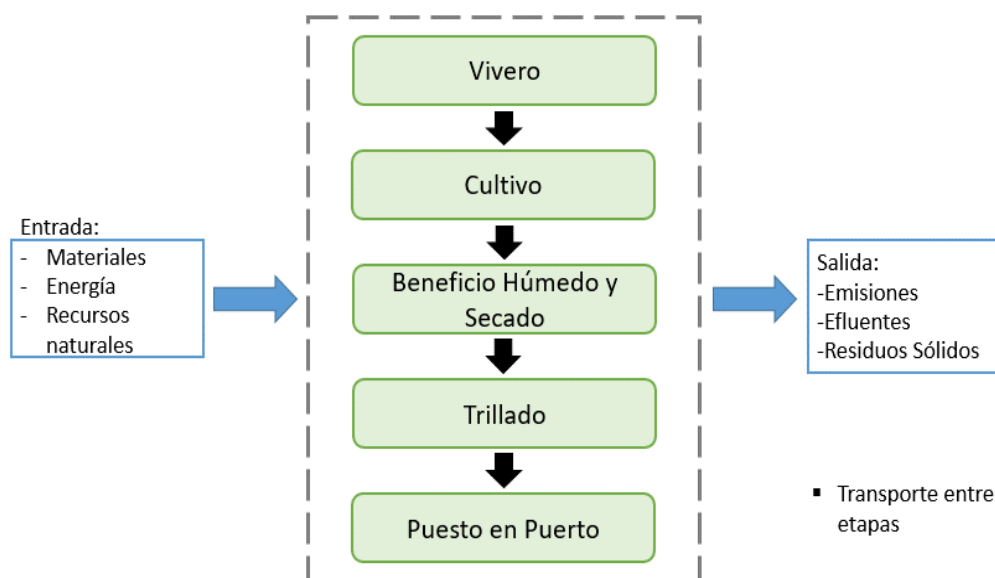 Vivero
Cultivo
Entrada:
- Materiales
- Energía
- Recursos
naturales
Beneficio Húmedo y
Secado
Salida:
-Emisiones
-Efluentes
-Residuos Sólidos
Trillado
Puesto en Puerto
▪ Transporte entre
etapas